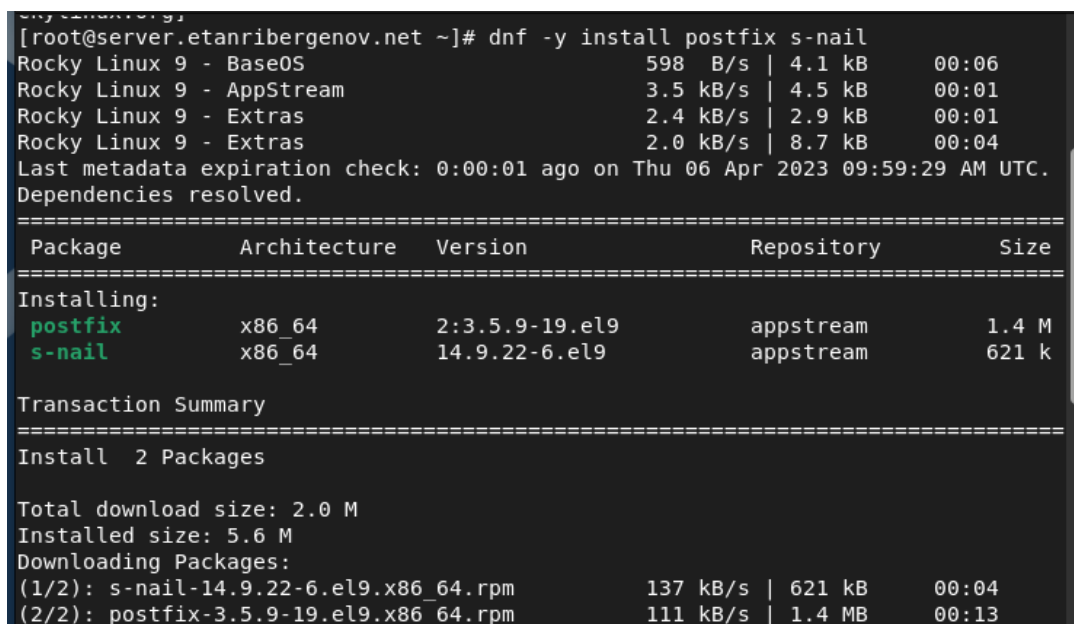 [root@server.etanribergenov.net ~]# dnf -y install postfix s-nail
Rocky Linux 9 - BaseOS                          598  B/s | 4.1 kB     00:06
Rocky Linux 9 - AppStream                       3.5 kB/s | 4.5 kB     00:01
Rocky Linux 9 - Extras                          2.4 kB/s | 2.9 kB     00:01
Rocky Linux 9 - Extras                          2.0 kB/s | 8.7 kB     00:04
Last metadata expiration check: 0:00:01 ago on Thu 06 Apr 2023 09:59:29 AM UTC.
Dependencies resolved.
================================================================================
 Package         Architecture   Version                 Repository         Size
================================================================================
Installing:
 postfix         x86_64         2:3.5.9-19.el9          appstream         1.4 M
 s-nail          x86_64         14.9.22-6.el9           appstream         621 k
Transaction Summary
================================================================================
Install  2 Packages
Total download size: 2.0 M
Installed size: 5.6 M
Downloading Packages:
(1/2): s-nail-14.9.22-6.el9.x86_64.rpm          137 kB/s | 621 kB     00:04
(2/2): postfix-3.5.9-19.el9.x86_64.rpm          111 kB/s | 1.4 MB     00:13